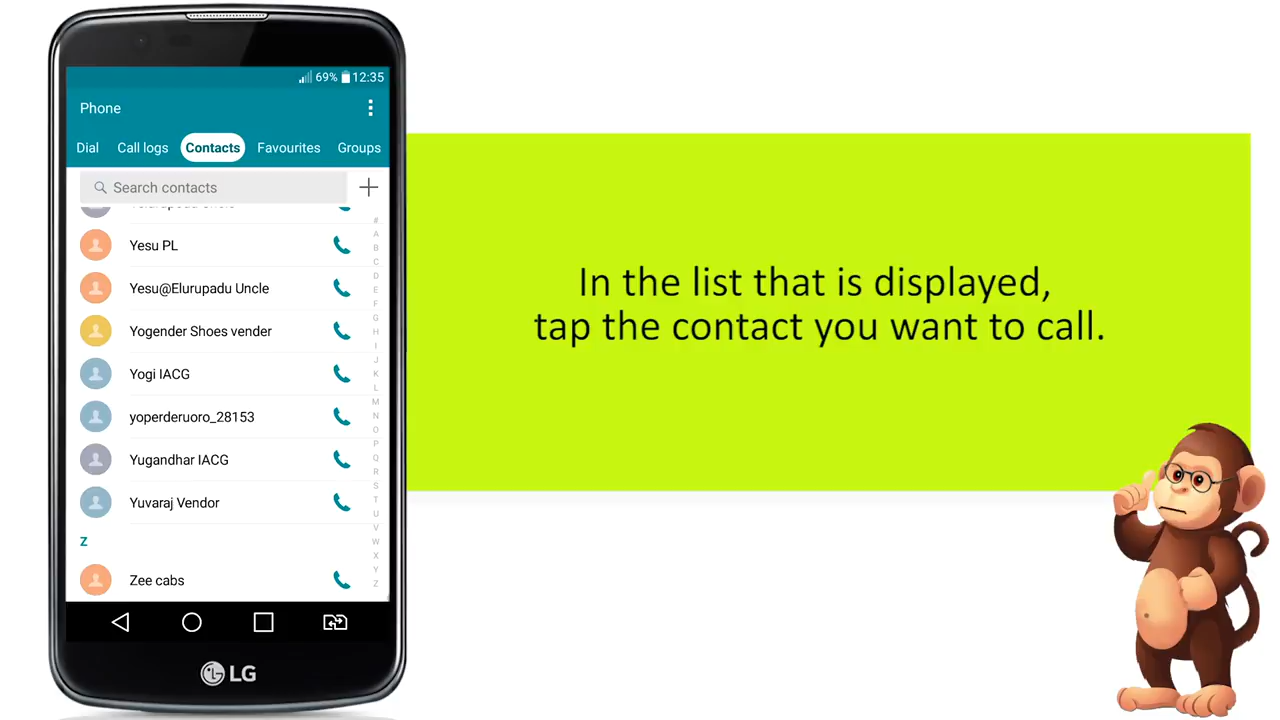 69% 12:35
Phone
Dial Call logs Contacts Favourites Groups
Search contacts
Yesu PL
Yesu@Elurupadu Uncle
Yogender Shoes vender
Yogi IACG
yoperderuoro_28153
Yugandhar IACG
Yuvaraj Vendor
Z
Zee cabs
#
A
B
C
D
E
F
G
H
I
J
K
L
M
N
O
P
Q
R
S
T
U
V
W
X
Y
Z
LG
In the list that is displayed,
tap the contact you want to call.